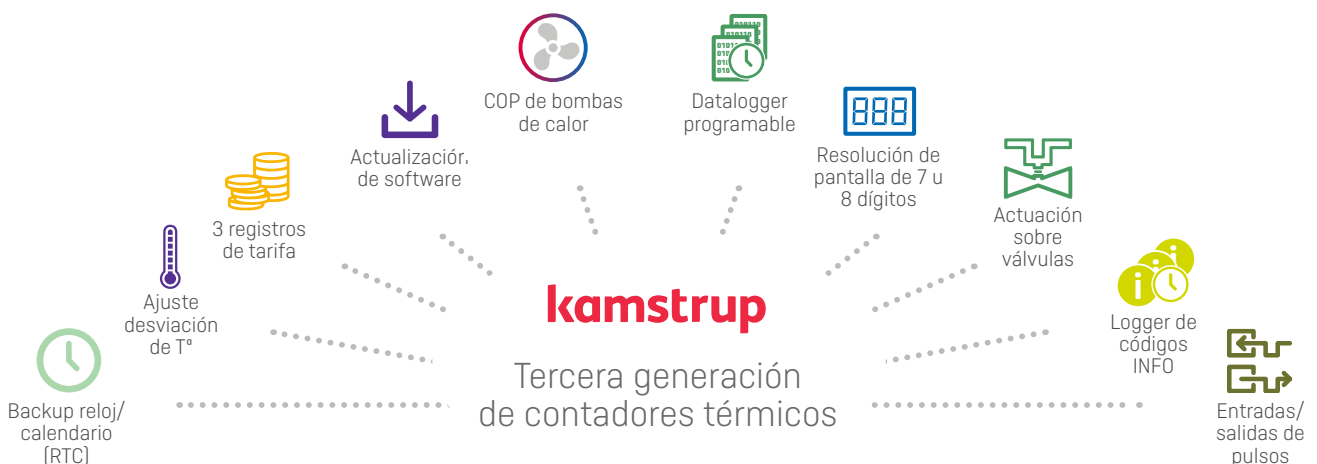 COP de bombas
de calor
Datalogger
programable
888
Actualización
de software
Resolución de
pantalla de 7 u
8 dígitos
3 registros
de tarifa
Actuación
sobre
válvulas
Ajuste
desviación
de Tª
kamstrup
Logger de
códigos
INFO
Tercera generación
de contadores térmicos
Backup reloj/
calendario
(RTC)
Entradas/
salidas de
pulsos